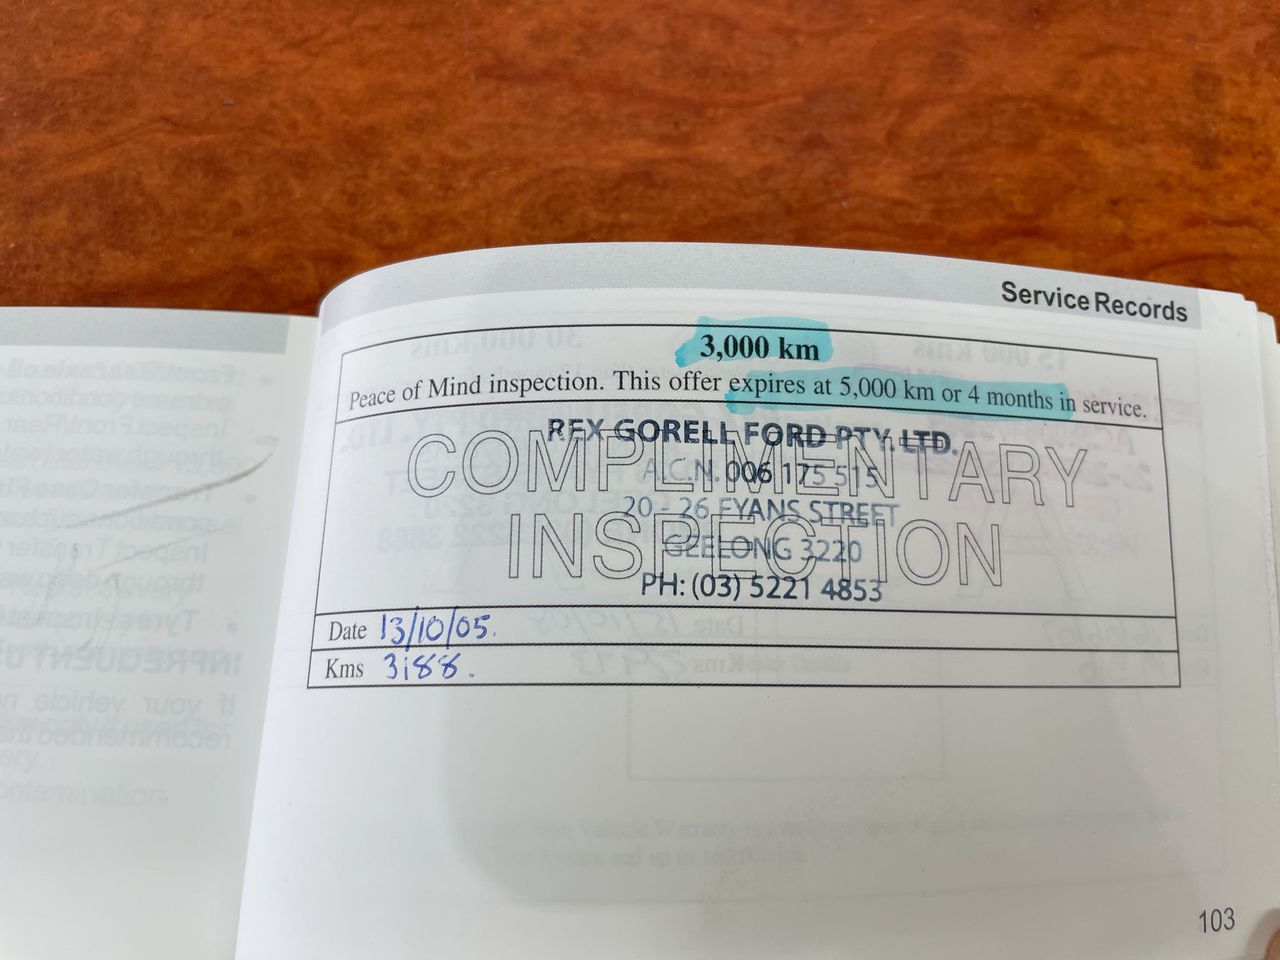 Service Records
3,000 km
Peace of Mind inspection. This offer expires at 5,000 km or 4 months in service.
COMPLIMENTARY
INSPECTION
REX GORELL FORD PTY. LTD.
A.C.N. 006 175 515
20 - 26 FYANS STREET
GEELONG 3220
PH: (03) 5221 4853
Date 13/10/05.
Kms 3188.
103